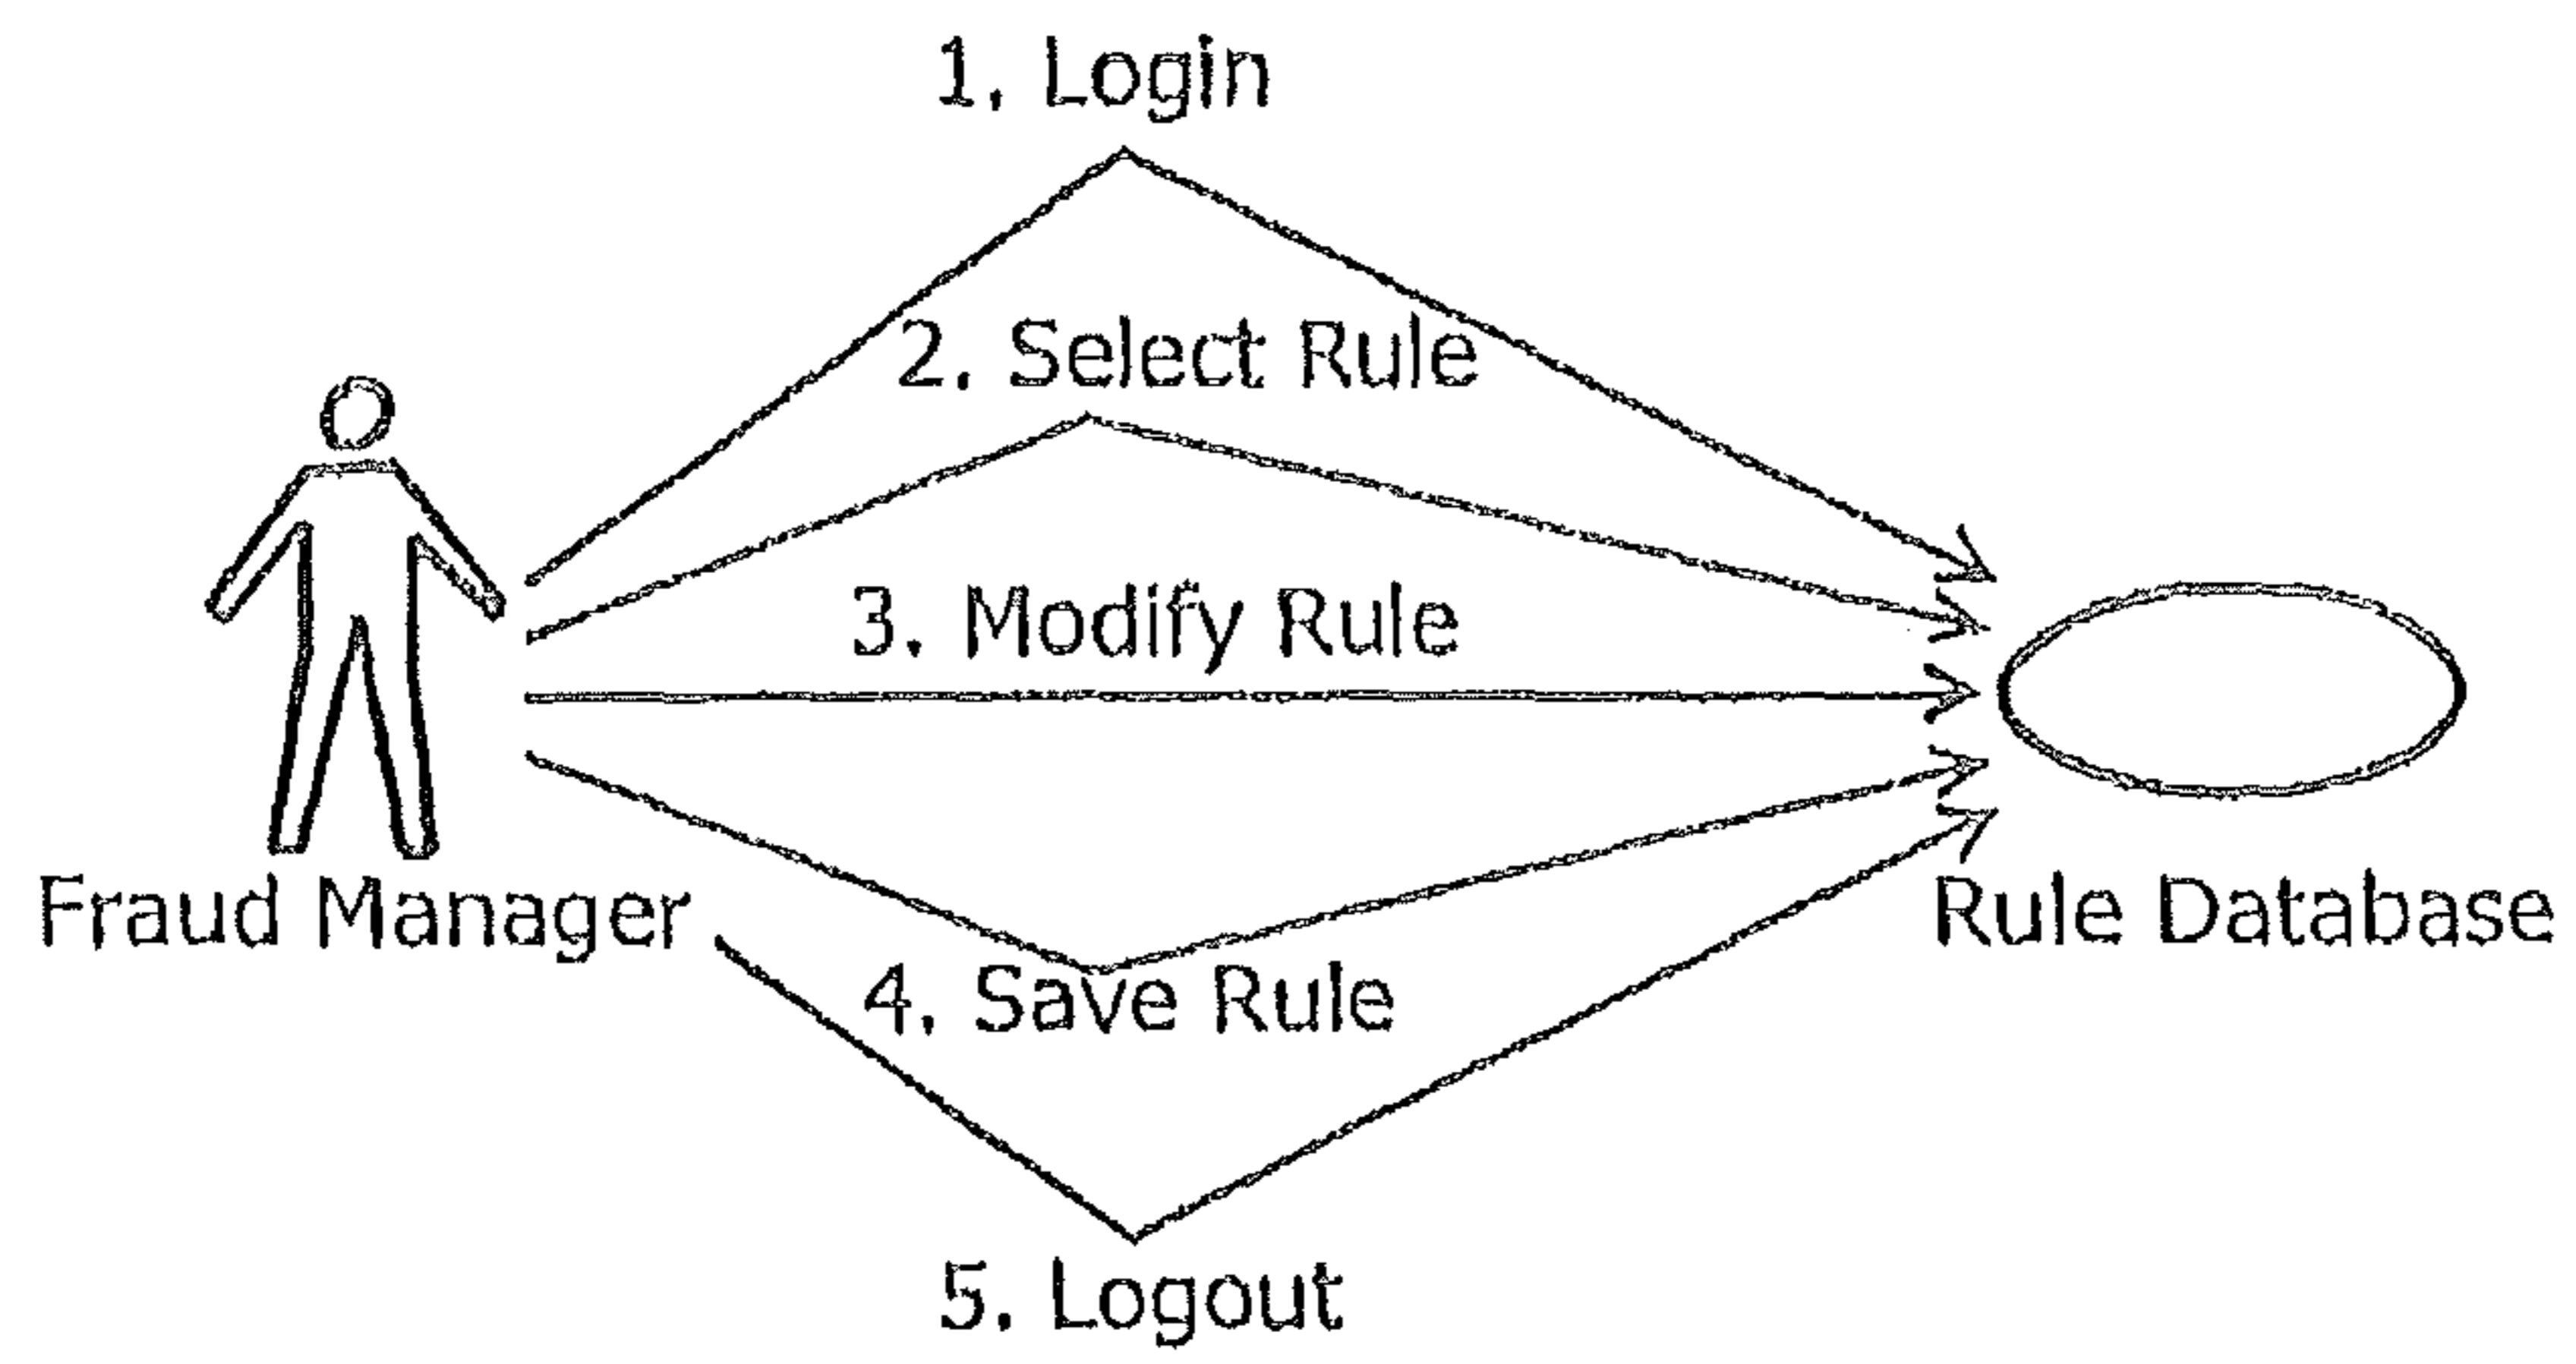 1. Login
2. Select Rule
3. Modify Rule
Fraud Manager
Rule Database
4. Save Rule
5. Logout